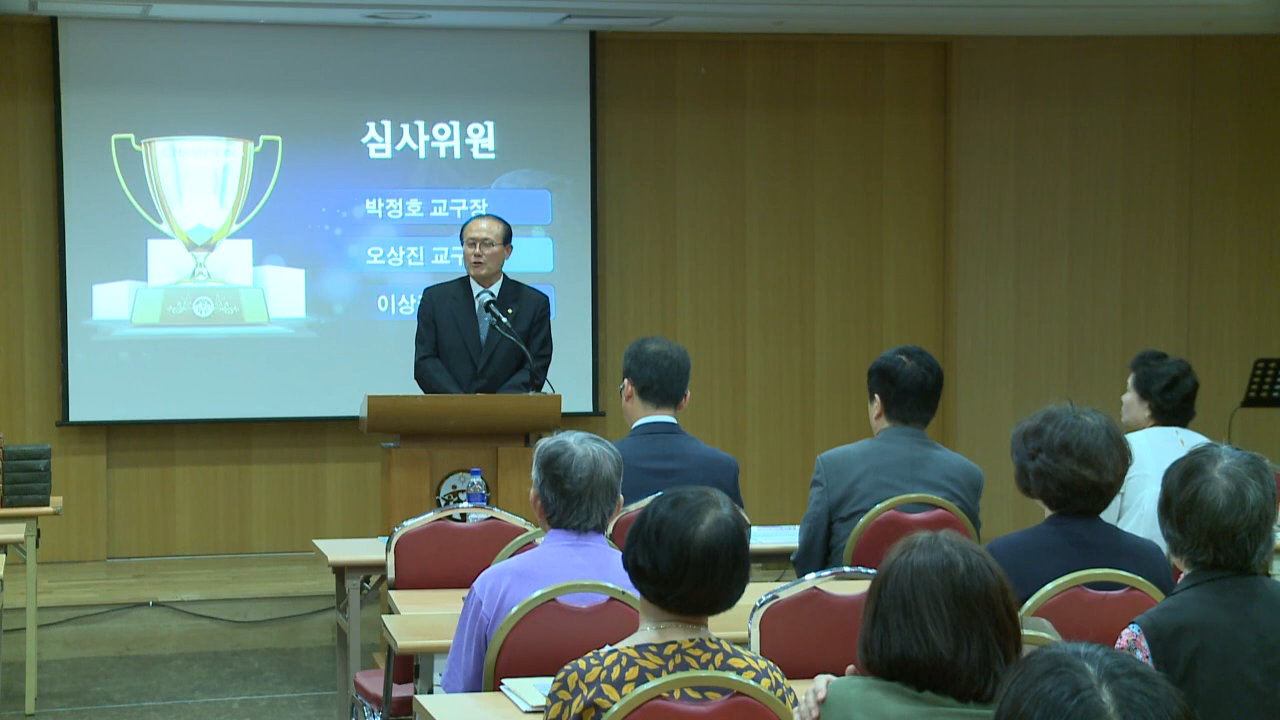 심사위원
박정호 교구장
오상진 교구
이상